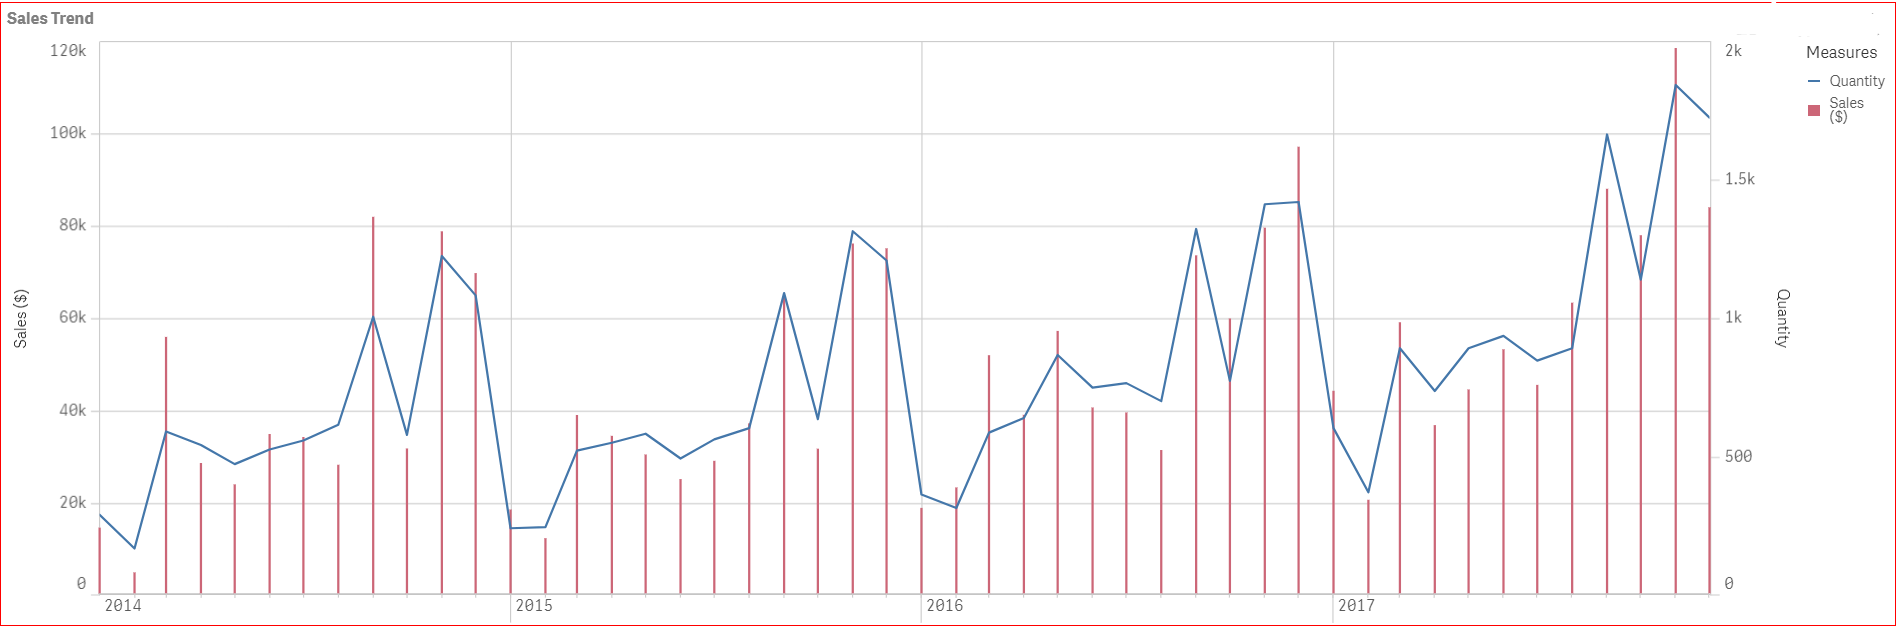 Sales Trend
120k
100k
80k
60k
40k
20k
0
Sales ($)
2014
2015
2016
2017
2k
1.5k
1k
500
0
Quantity
Measures
Quantity
Sales
($)